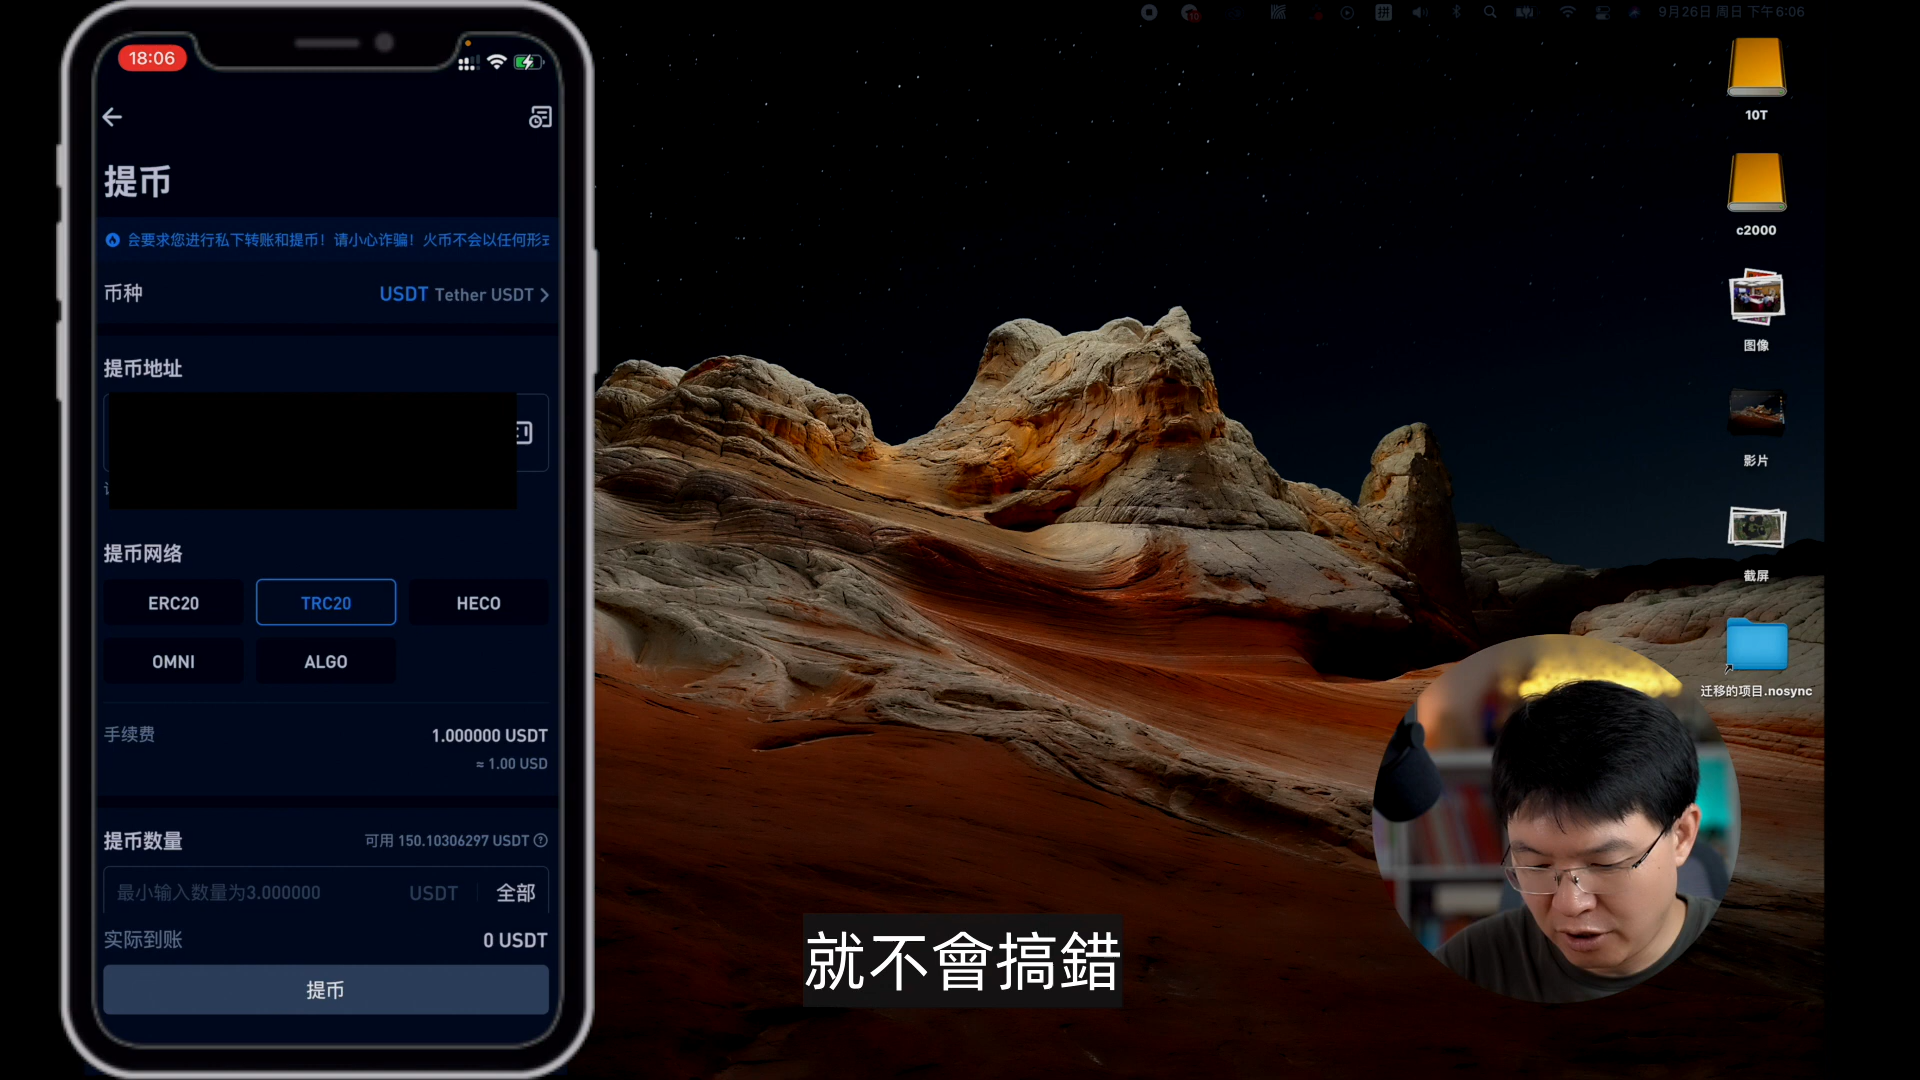 18:06
提币
会要求您进行私下转账和提币！请小心诈骗！火币不会以任何形式
币种
USDT Tether USDT
提币地址
提币网络
ERC20
TRC20
HECO
OMNI
ALGO
手续费
1.000000 USDT
≈ 1.00 USD
提币数量
可用 150.10306297 USDT
最小输入数量为3.000000
USDT
全部
实际到账
0 USDT
提币
就不會搞錯
10
拼
9月26日 周日 下午6:06
10T
c2000
图像
影片
截屏
迁移的项目.nosync